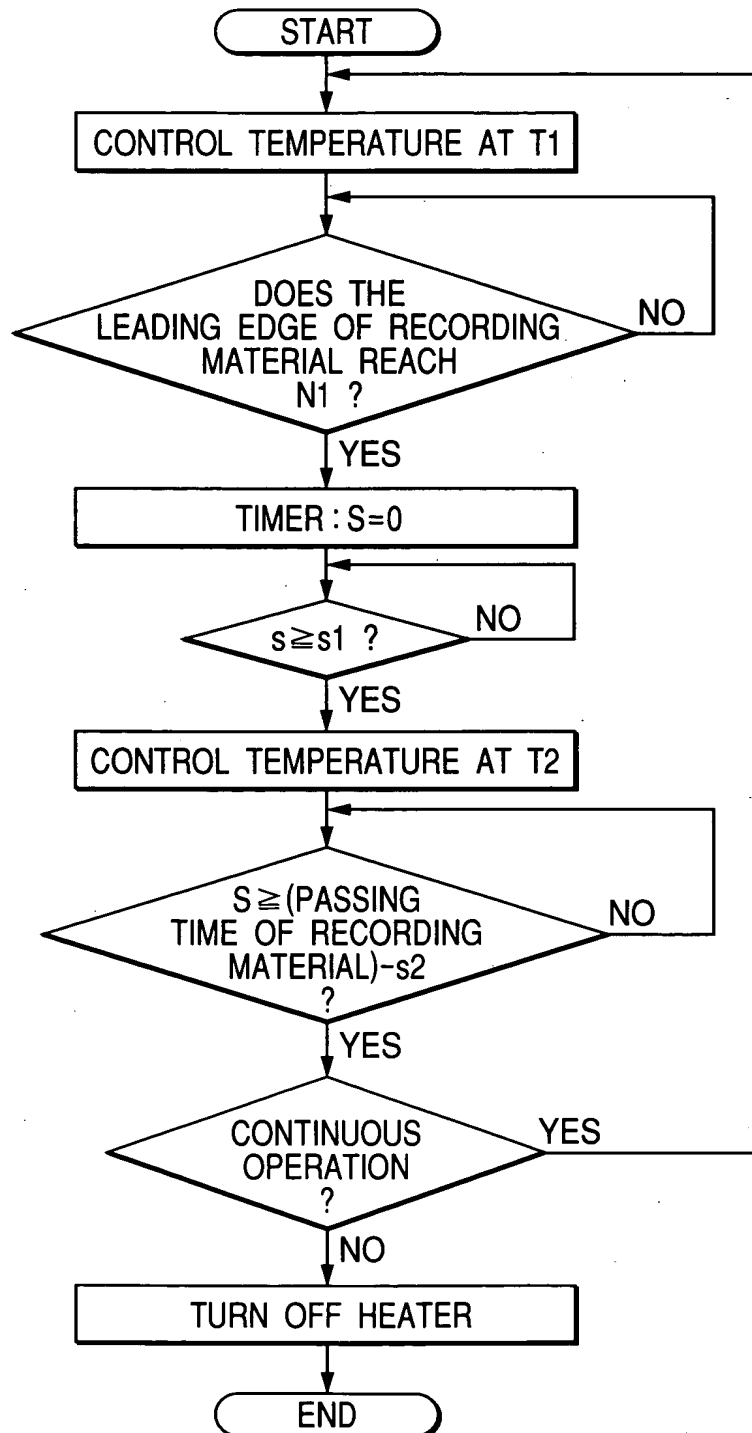 START
CONTROL TEMPERATURE AT T1
DOES THE
LEADING EDGE OF RECORDING
MATERIAL REACH
N1 ?
NO
YES
TIMER : S=0
s≧s1 ?
NO
YES
CONTROL TEMPERATURE AT T2
S≧(PASSING
TIME OF RECORDING
MATERIAL)-s2
?
NO
YES
CONTINUOUS
OPERATION
?
YES
NO
TURN OFF HEATER
END